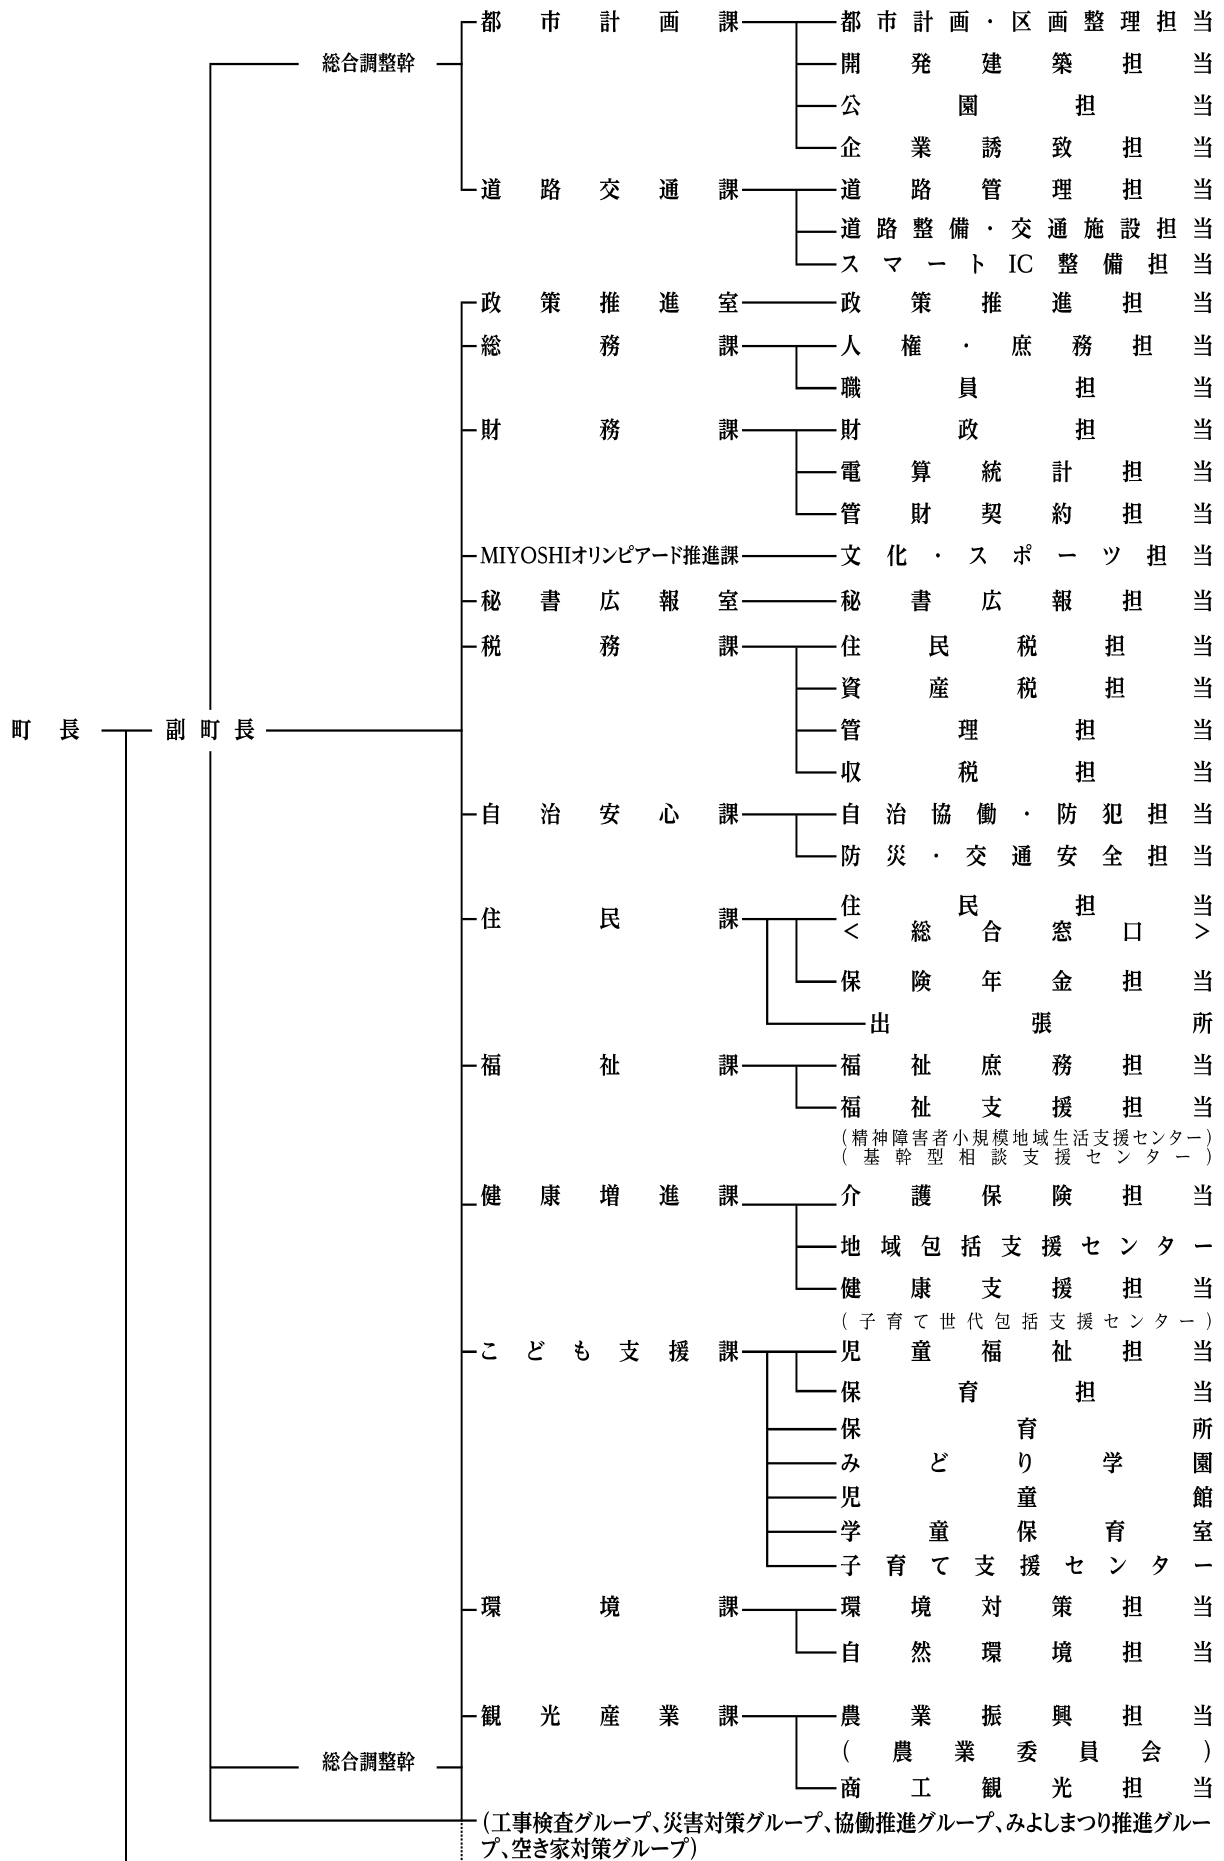 都市計画課 都市計画・区画整理担当
総合調整幹 開発建築担当
公園担当
企業誘致担当
道路交通課 道路管理担当
道路整備・交通施設担当
スマートIC整備担当
政策推進室 政策推進担当
総務課 人権・庶務担当
職員担当
財務課 財政担当
電算統計担当
管財契約担当
MIYOSHIオリンピアード推進課 文化・スポーツ担当
秘書広報室 秘書広報担当
税務課 住民税担当
資産税担当
町長 副町長 管理担当
収税担当
自治安心課 自治協働・防犯担当
防災・交通安全担当
住民課 住民担当
＜総合窓口＞
保険年金担当
出張所
福祉課 福祉庶務担当
福祉支援担当
(精神障害者小規模地域生活支援センター)
(基幹型相談支援センター)
健康増進課 介護保険担当
地域包括支援センター
健康支援担当
(子育て世代包括支援センター)
こども支援課 児童福祉担当
保育担当
保育所
みどり学園
児童館
学童保育室
子育て支援センター
環境課 環境対策担当
自然環境担当
観光産業課 農業振興担当
(農業委員会)
総合調整幹 商工観光担当
(工事検査グループ、災害対策グループ、協働推進グループ、みよしまつり推進グルー
プ、空き家対策グループ)